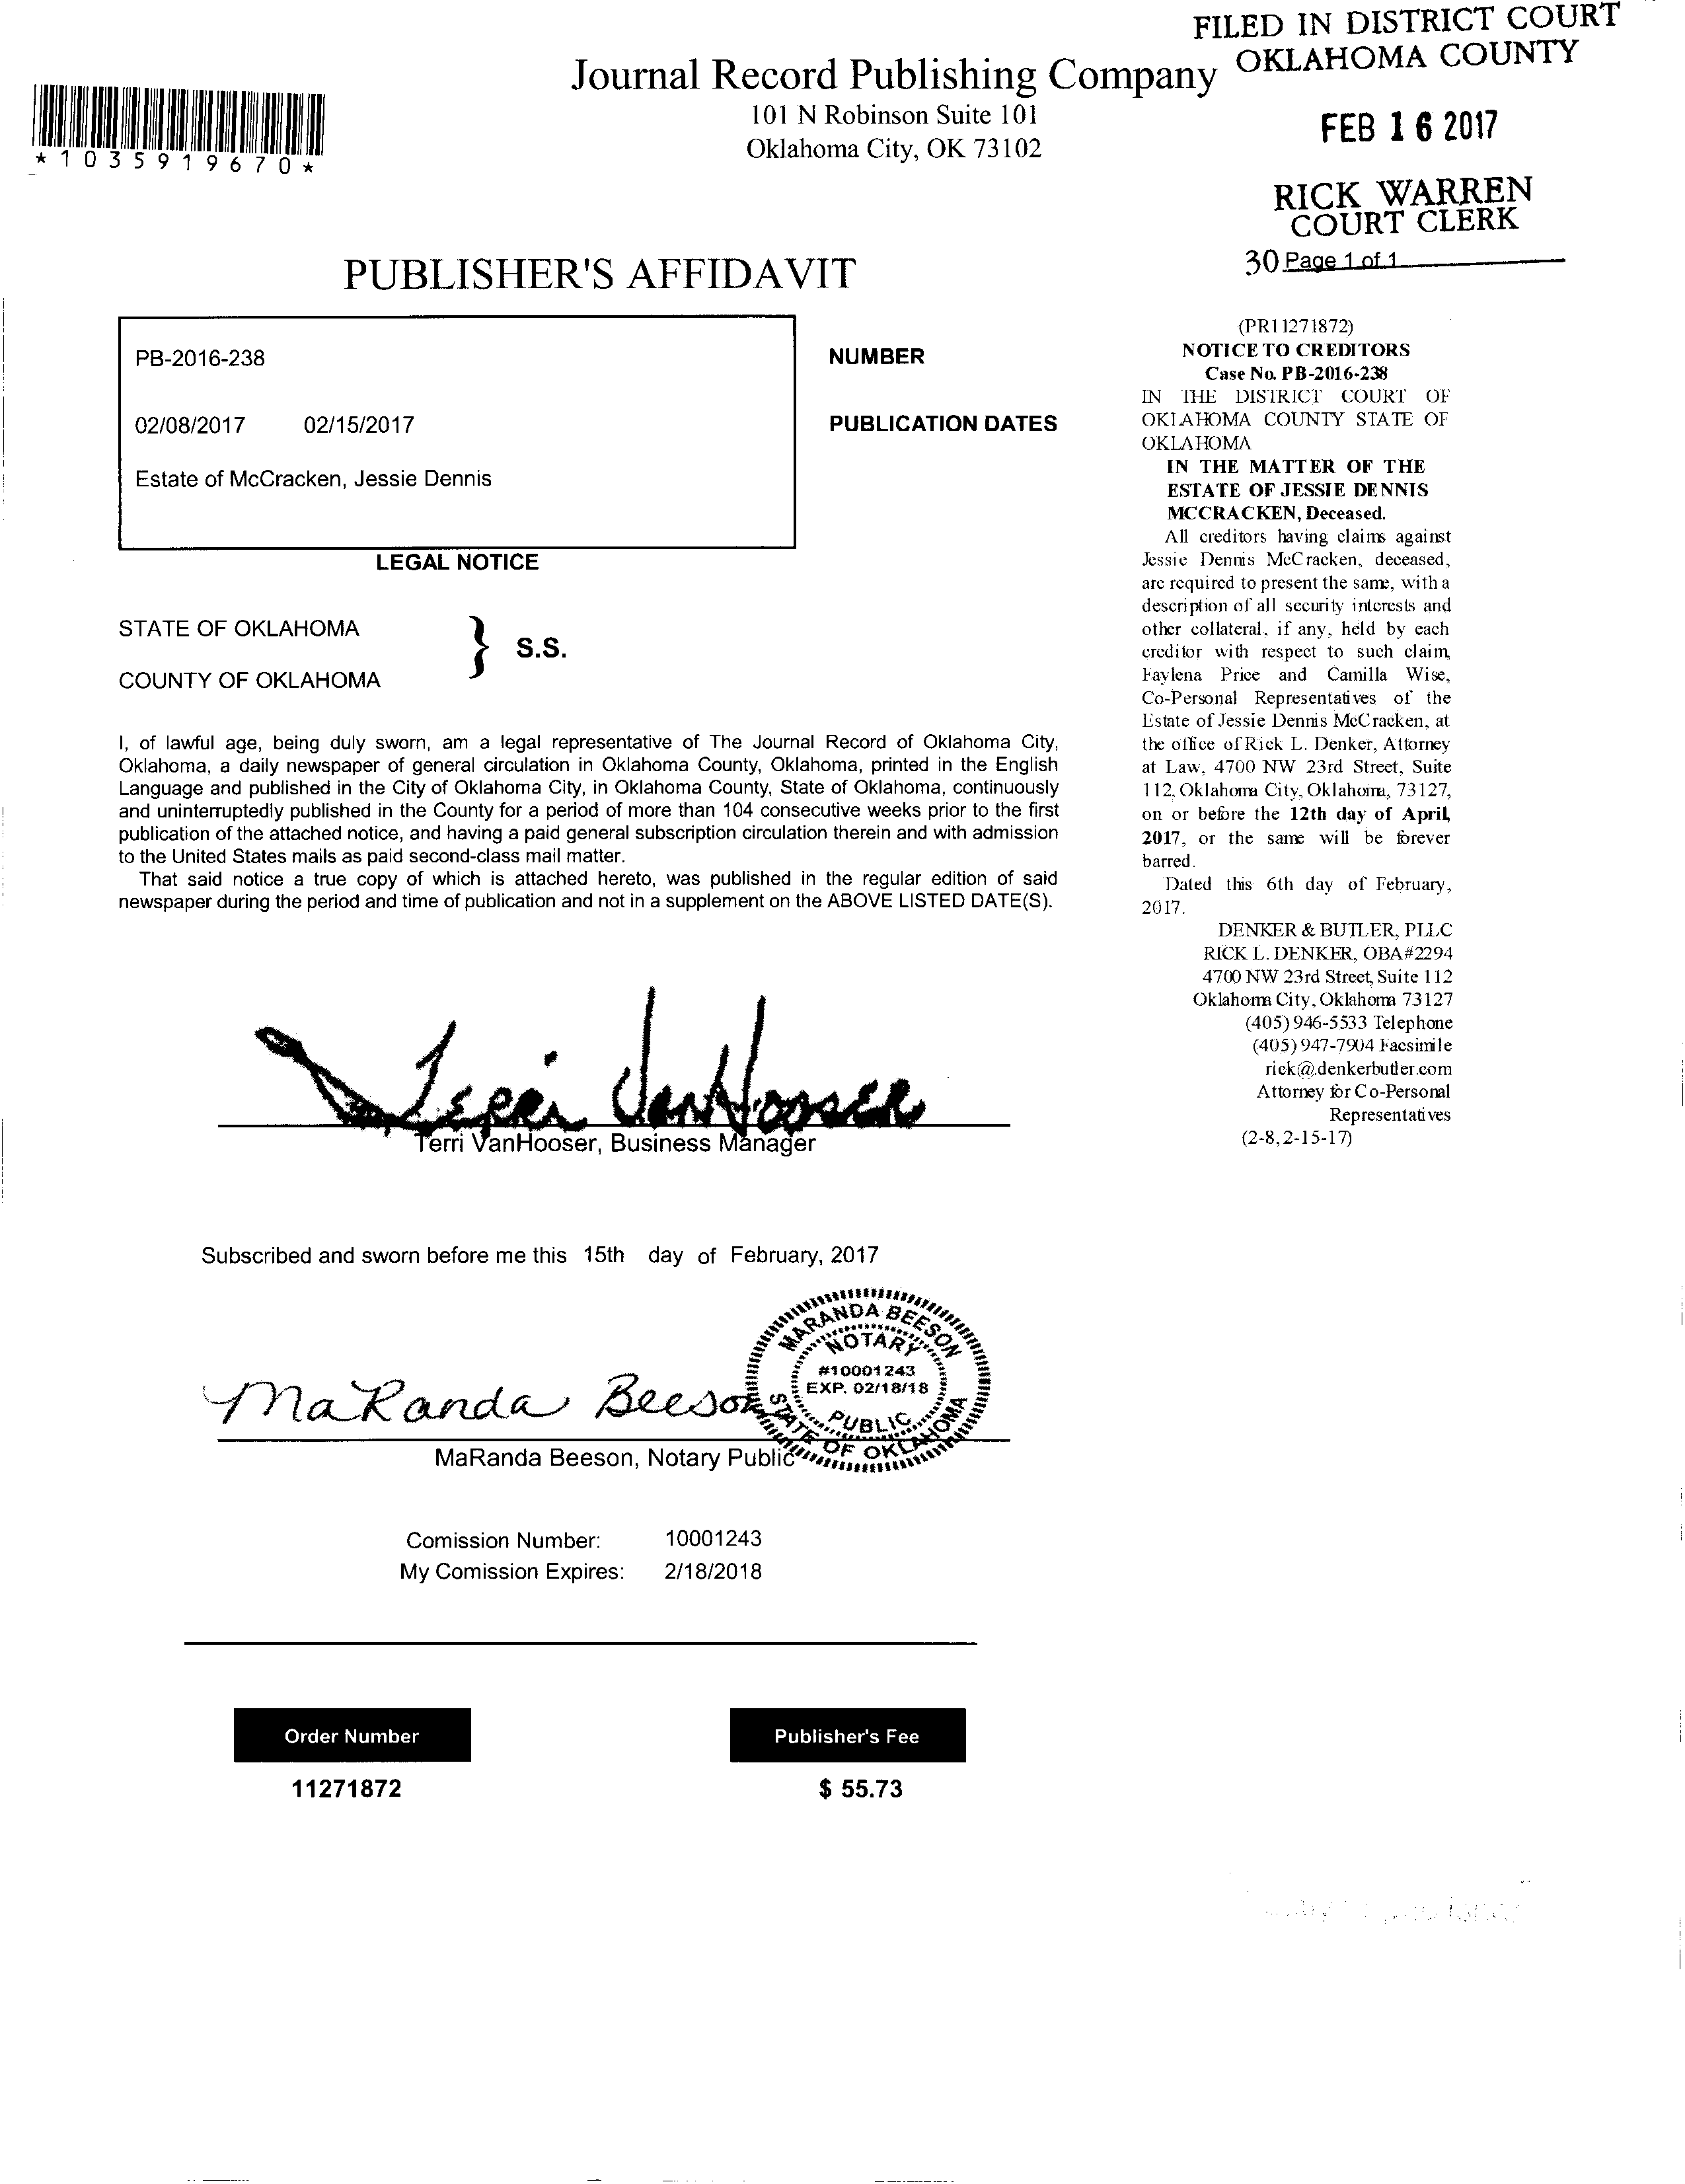 FILED IN DISTRICT COURT
OKLAHOMA COUNTY
FEB 16 2017
RICK WARREN
COURT CLERK
30 Page 1 of 1
Journal Record Publishing Company
101 N Robinson Suite 101
Oklahoma City, OK 73102
*1035919670*
PUBLISHER'S AFFIDAVIT
PB-2016-238
NUMBER
02/08/2017 02/15/2017
PUBLICATION DATES
Estate of McCracken, Jessie Dennis
LEGAL NOTICE
STATE OF OKLAHOMA
} S.S.
COUNTY OF OKLAHOMA
I, of lawful age, being duly sworn, am a legal representative of The Journal Record of Oklahoma City,
Oklahoma, a daily newspaper of general circulation in Oklahoma County, Oklahoma, printed in the English
Language and published in the City of Oklahoma City, in Oklahoma County, State of Oklahoma, continuously
and uninterruptedly published in the County for a period of more than 104 consecutive weeks prior to the first
publication of the attached notice, and having a paid general subscription circulation therein and with admission
to the United States mails as paid second-class mail matter.
That said notice a true copy of which is attached hereto, was published in the regular edition of said
newspaper during the period and time of publication and not in a supplement on the ABOVE LISTED DATE(S).
Terri VanHooser
Terri VanHooser, Business Manager
Subscribed and sworn before me this 15th day of February, 2017
MaRanda Beeson
MARANDA BEESON
NOTARY
#10001243
EXP. 02/18/18
PUBLIC
STATE OF OKLAHOMA
MaRanda Beeson, Notary Public
Comission Number: 10001243
My Comission Expires: 2/18/2018
Order Number
Publisher's Fee
11271872
$ 55.73
(PR11271872)
NOTICE TO CREDITORS
Case No. PB-2016-238
IN THE DISTRICT COURT OF
OKLAHOMA COUNTY STATE OF
OKLAHOMA
IN THE MATTER OF THE
ESTATE OF JESSIE DENNIS
MCCRACKEN, Deceased.
All creditors having claims against
Jessie Dennis McCracken, deceased,
are required to present the same, with a
description of all security interests and
other collateral, if any, held by each
creditor with respect to such claim,
Faylena Price and Camilla Wise,
Co-Personal Representatives of the
Estate of Jessie Dennis McCracken, at
the office of Rick L. Denker, Attorney
at Law, 4700 NW 23rd Street, Suite
112, Oklahoma City, Oklahoma, 73127,
on or before the 12th day of April,
2017, or the same will be forever
barred.
Dated this 6th day of February,
2017.
DENKER & BUTLER, PLLC
RICK L. DENKER, OBA#2294
4700 NW 23rd Street, Suite 112
Oklahoma City, Oklahoma 73127
(405) 946-5533 Telephone
(405) 947-7904 Facsimile
rick@denkerbutler.com
Attorney for Co-Personal
Representatives
(2-8, 2-15-17)